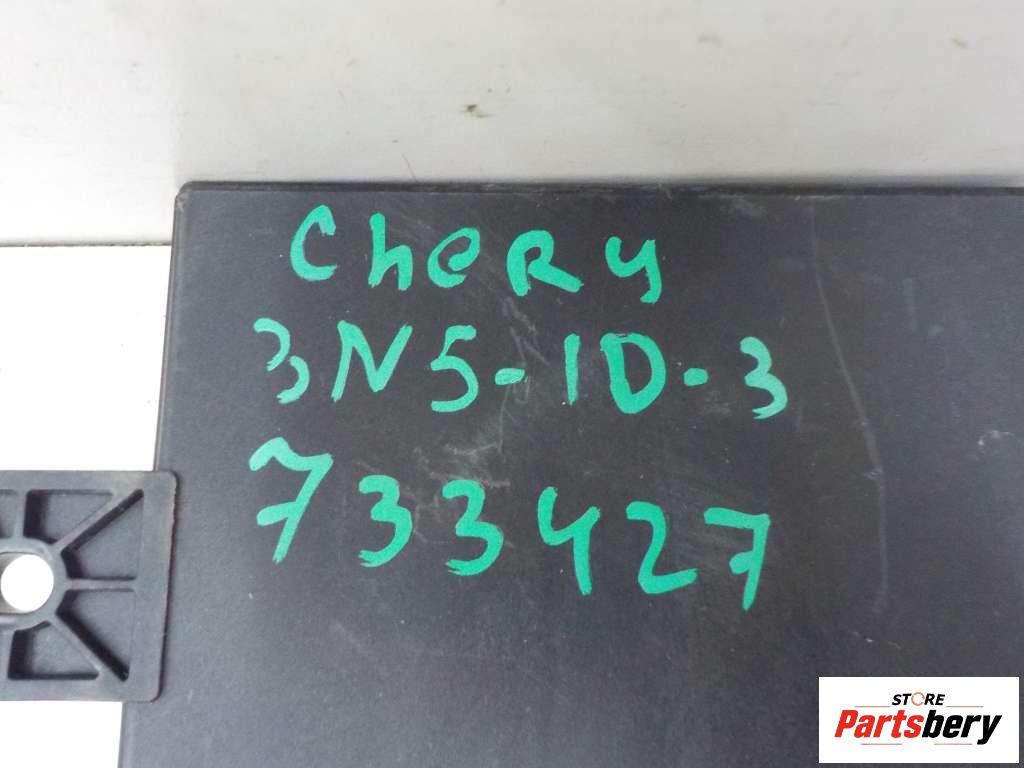 CheRy
3N5-1D-3
733427
STORE
Partsbery